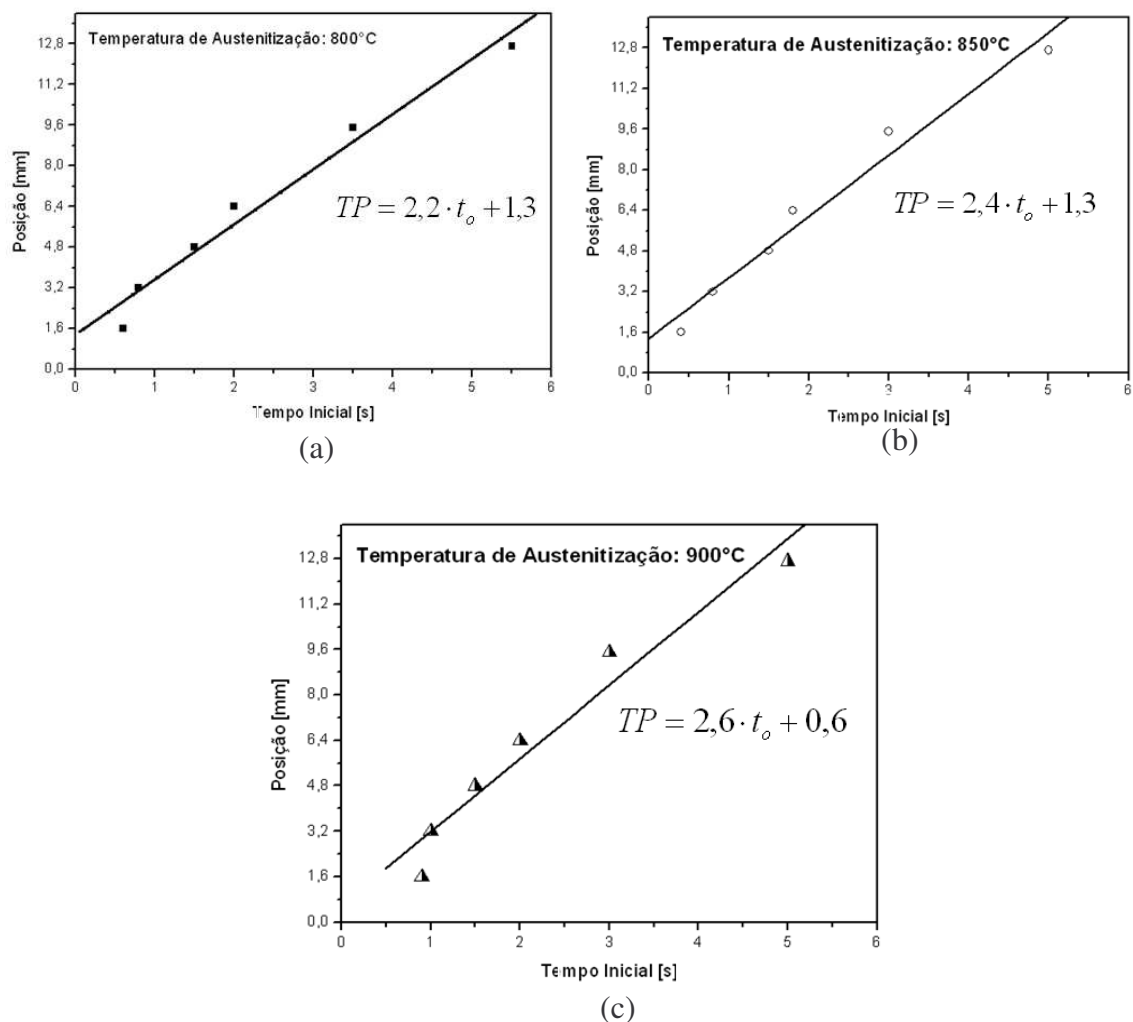 Temperatura de Austenitização: 800°C
Posição [mm]
12,8
11,2
9,6
8,0
6,4
4,8
3,2
1,6
0,0
TP = 2,2 · t_o + 1,3
0 1 2 3 4 5 6
Tempo Inicial [s]
(a)
Temperatura de Austenitização: 850°C
Posição [mm]
12,8
11,2
9,6
8,0
6,4
4,8
3,2
1,6
0,0
TP = 2,4 · t_o + 1,3
0 1 2 3 4 5 6
Tempo Inicial [s]
(b)
Temperatura de Austenitização: 900°C
Posição [mm]
12,8
11,2
9,6
8,0
6,4
4,8
3,2
1,6
0,0
TP = 2,6 · t_o + 0,6
0 1 2 3 4 5 6
Tempo Inicial [s]
(c)